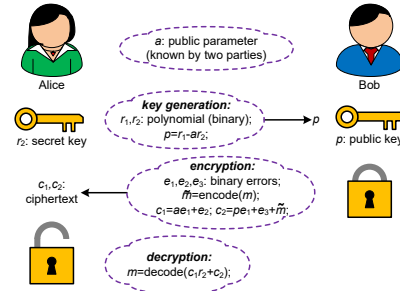 a: public parameter
(known by two parties)
Alice
Bob
key generation:
r₁,r₂: polynomial (binary);
p=r₁-ar₂;
p
r₂: secret key
p: public key
encryption:
e₁,e₂,e₃: binary errors;
m̃=encode(m);
c₁=ae₁+e₂; c₂=pe₁+e₃+m̃;
c₁,c₂:
ciphertext
decryption:
m=decode(c₁r₂+c₂);